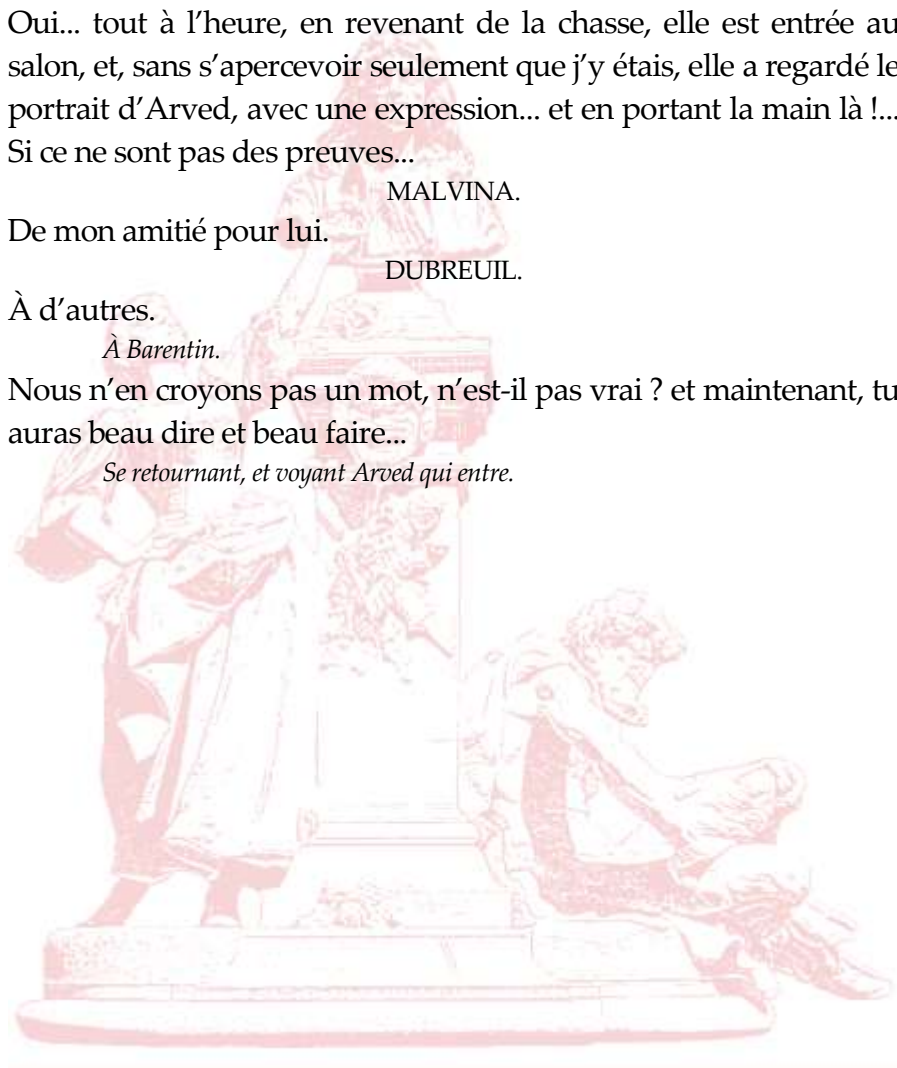 Oui... tout à l’heure, en revenant de la chasse, elle est entrée au
salon, et, sans s’apercevoir seulement que j’y étais, elle a regardé le
portrait d’Arved, avec une expression... et en portant la main là !...
Si ce ne sont pas des preuves...
MALVINA.
De mon amitié pour lui.
DUBREUIL.
À d’autres.
À Barentin.
Nous n’en croyons pas un mot, n’est-il pas vrai ? et maintenant, tu
auras beau dire et beau faire...
Se retournant, et voyant Arved qui entre.